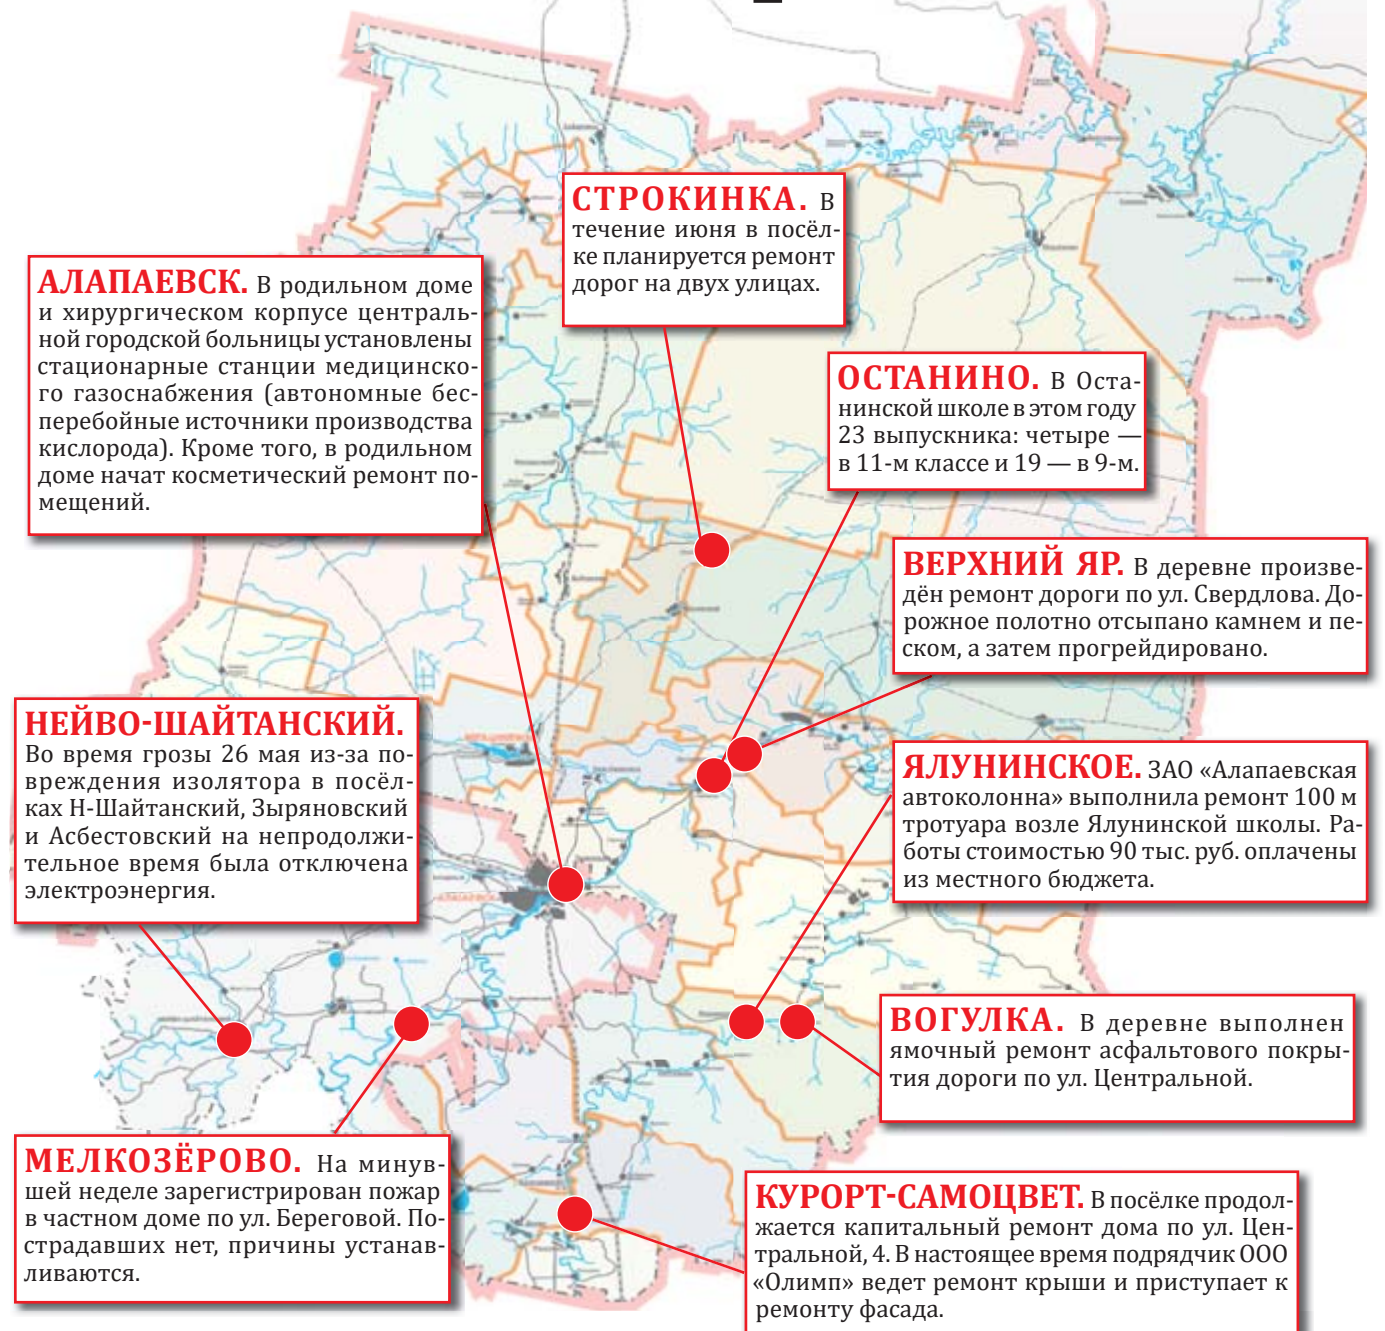 СТРОКИНКА. В
течение июня в посёл-
ке планируется ремонт
дорог на двух улицах.
АЛАПАЕВСК. В родильном доме
и хирургическом корпусе централь-
ной городской больницы установлены
стационарные станции медицинско-
го газоснабжения (автономные бес-
перебойные источники производства
кислорода). Кроме того, в родильном
доме начат косметический ремонт по-
мещений.
ОСТАНИНО. В Оста-
нинской школе в этом году
23 выпускника: четыре —
в 11-м классе и 19 — в 9-м.
ВЕРХНИЙ ЯР. В деревне произве-
дён ремонт дороги по ул. Свердлова. До-
рожное полотно отсыпано камнем и пе-
ском, а затем прогрейдировано.
НЕЙВО-ШАЙТАНСКИЙ.
Во время грозы 26 мая из-за по-
вреждения изолятора в посёл-
ках Н-Шайтанский, Зыряновский
и Асбестовский на непродолжи-
тельное время была отключена
электроэнергия.
ЯЛУНИНСКОЕ. ЗАО «Алапаевская
автоколонна» выполнила ремонт 100 м
тротуара возле Ялунинской школы. Ра-
боты стоимостью 90 тыс. руб. оплачены
из местного бюджета.
ВОГУЛКА. В деревне выполнен
ямочный ремонт асфальтового покры-
тия дороги по ул. Центральной.
МЕЛКОЗЁРОВО. На минув-
шей неделе зарегистрирован пожар
в частном доме по ул. Береговой. По-
страдавших нет, причины устанав-
ливаются.
КУРОРТ-САМОЦВЕТ. В посёлке продол-
жается капитальный ремонт дома по ул. Цен-
тральной, 4. В настоящее время подрядчик ООО
«Олимп» ведет ремонт крыши и приступает к
ремонту фасада.